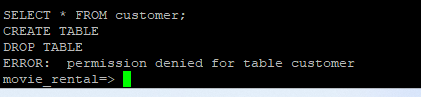 SELECT * FROM customer;
CREATE TABLE
DROP TABLE
ERROR:  permission denied for table customer
movie_rental=>